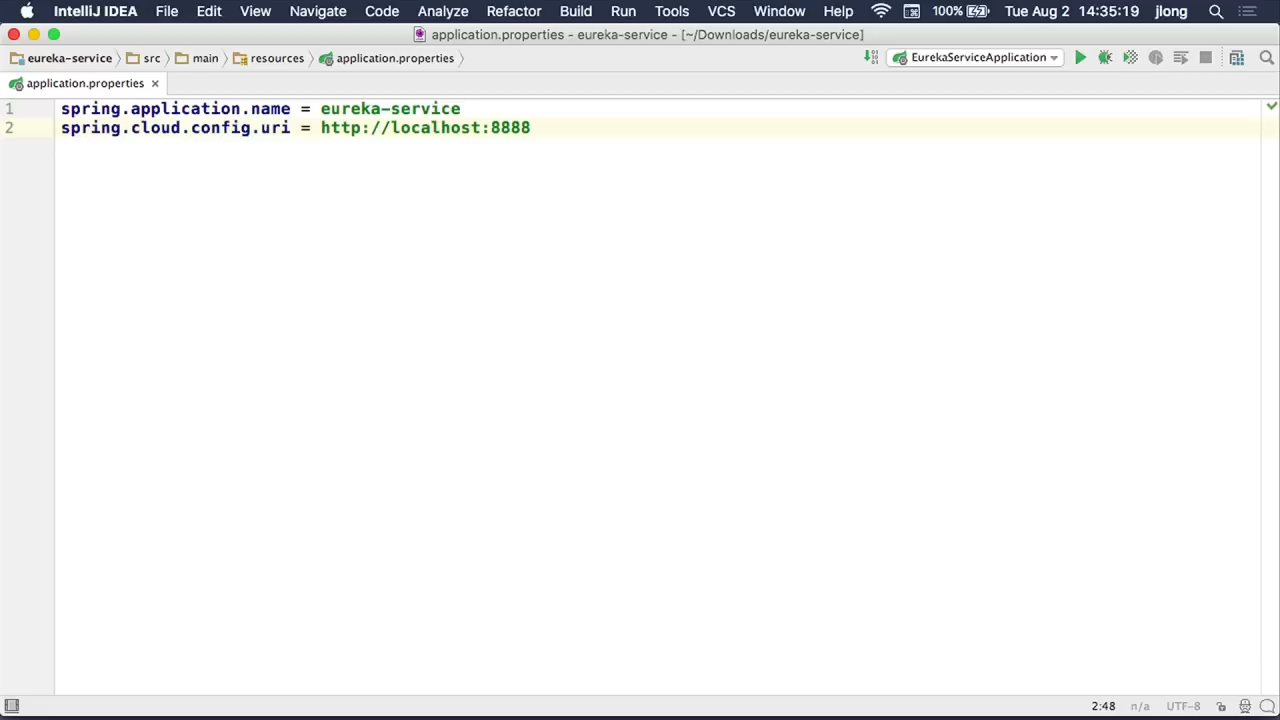 IntelliJ IDEA File Edit View Navigate Code Analyze Refactor Build Run Tools VCS Window Help 100% Tue Aug 2 14:35:19 jlong
application.properties - eureka-service - [~/Downloads/eureka-service]
eureka-service src main resources application.properties EurekaServiceApplication
application.properties
1 spring.application.name = eureka-service
2 spring.cloud.config.uri = http://localhost:8888
2:48 n/a UTF-8